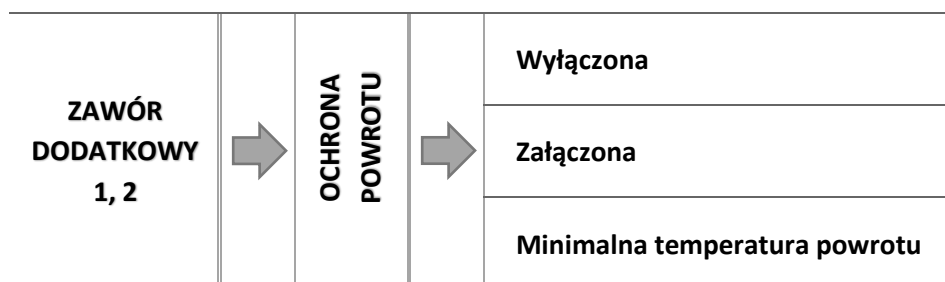 ZAWÓR
DODATKOWY
1, 2
OCHRONA
POWROTU
Wyłączona
Załączona
Minimalna temperatura powrotu